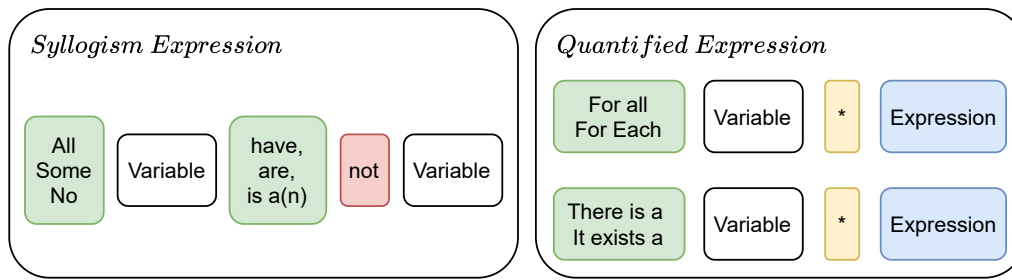 Syllogism Expression
All
Some
No
Variable
have,
are,
is a(n)
not
Variable
Quantified Expression
For all
For Each
Variable
*
Expression
There is a
It exists a
Variable
*
Expression